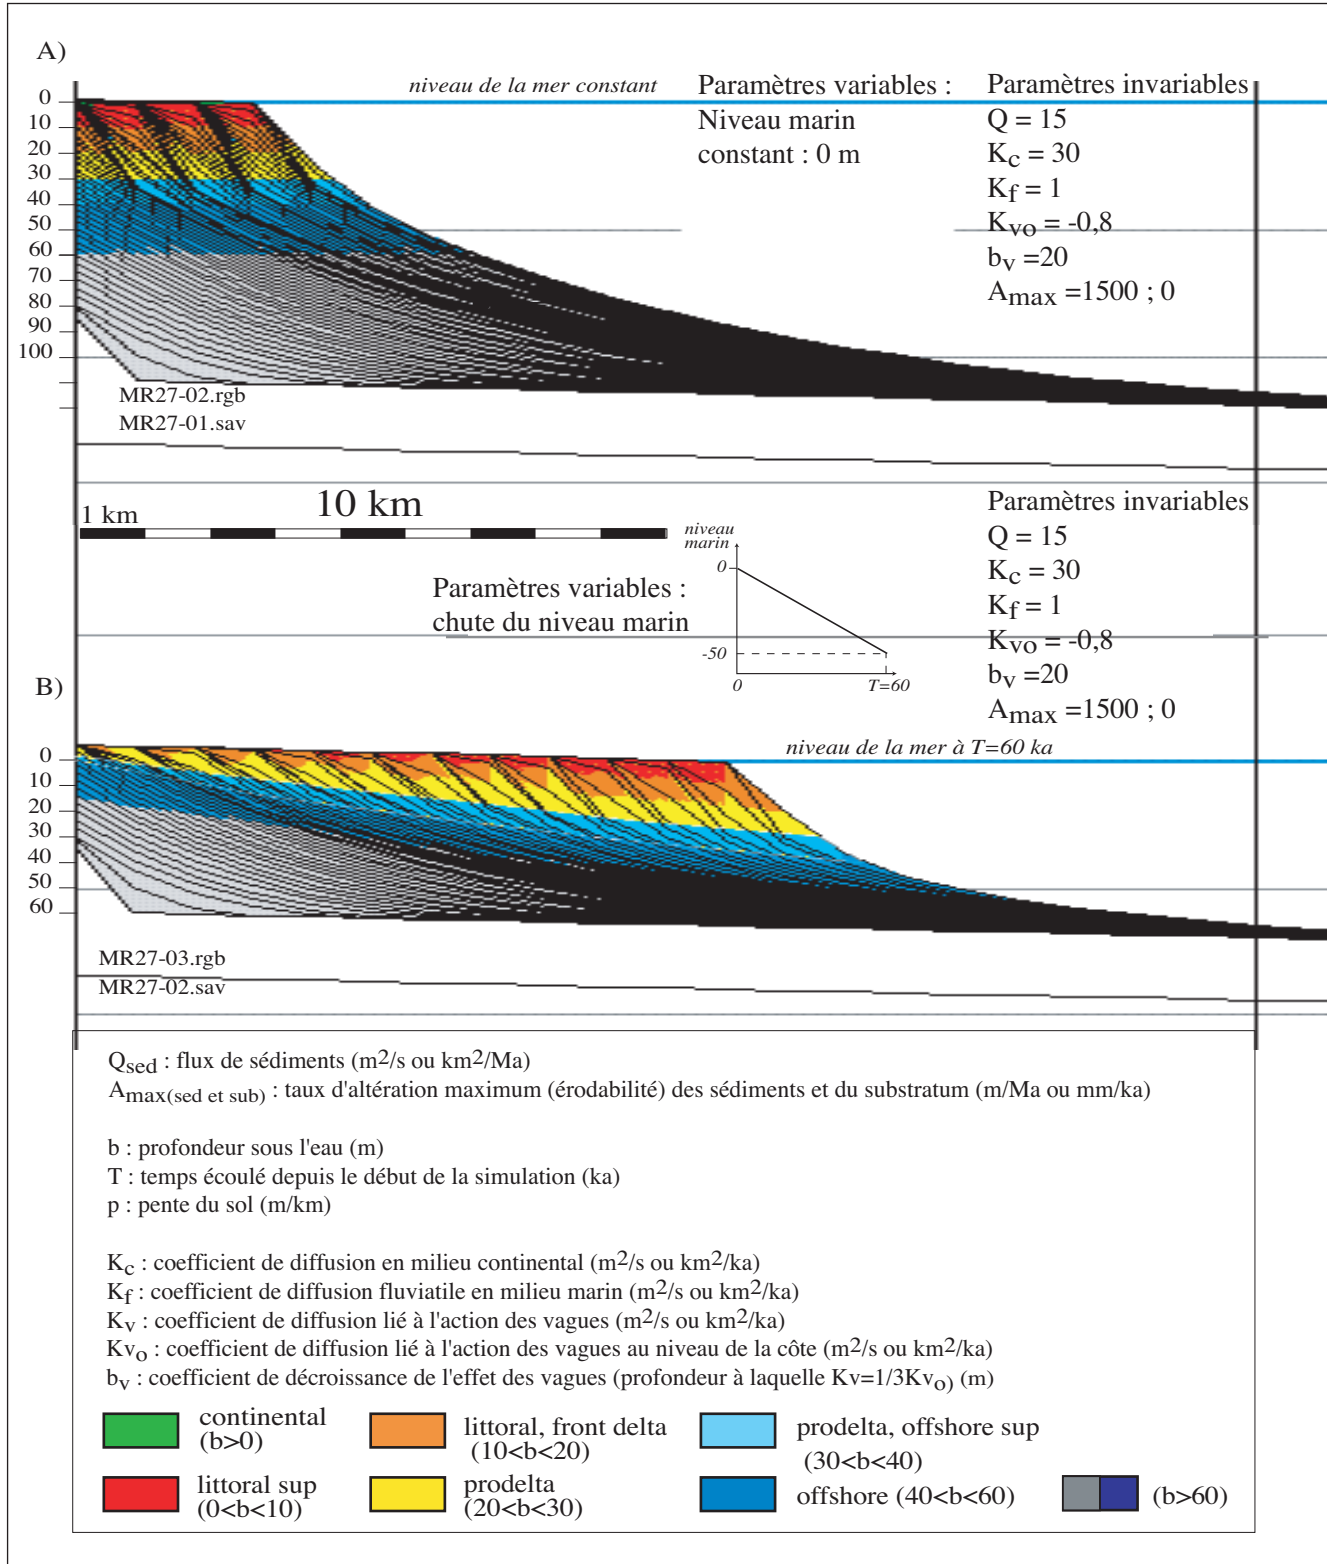 A)
niveau de la mer constant
Paramètres variables :
Niveau marin
constant : 0 m
Paramètres invariables
Q = 15
Kc = 30
Kf = 1
Kvo = -0,8
bv =20
Amax =1500 ; 0
0
10
20
30
40
50
60
70
80
90
100
MR27-02.rgb
MR27-01.sav
1 km
10 km
Paramètres variables :
chute du niveau marin
niveau
marin
0
-50
0
T=60
Paramètres invariables
Q = 15
Kc = 30
Kf = 1
Kvo = -0,8
bv =20
Amax =1500 ; 0
B)
niveau de la mer à T=60 ka
0
10
20
30
40
50
60
MR27-03.rgb
MR27-02.sav
Qsed : flux de sédiments (m2/s ou km2/Ma)
Amax(sed et sub) : taux d'altération maximum (érodabilité) des sédiments et du substratum (m/Ma ou mm/ka)
b : profondeur sous l'eau (m)
T : temps écoulé depuis le début de la simulation (ka)
p : pente du sol (m/km)
Kc : coefficient de diffusion en milieu continental (m2/s ou km2/ka)
Kf : coefficient de diffusion fluviatile en milieu marin (m2/s ou km2/ka)
Kv : coefficient de diffusion lié à l'action des vagues (m2/s ou km2/ka)
Kvo : coefficient de diffusion lié à l'action des vagues au niveau de la côte (m2/s ou km2/ka)
bv : coefficient de décroissance de l'effet des vagues (profondeur à laquelle Kv=1/3Kvo) (m)
continental
(b>0)
littoral, front delta
(10<b<20)
prodelta, offshore sup
(30<b<40)
littoral sup
(0<b<10)
prodelta
(20<b<30)
offshore (40<b<60)
(b>60)